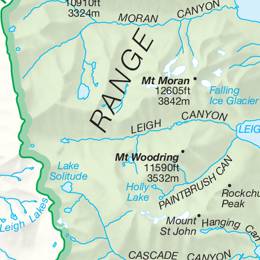 10910ft
3324m
MORAN CANYON
RANGE
Mt Moran
12605ft
3842m
Falling
Ice Glacier
LEIGH CANYON
LEIGH
Mt Woodring
11590ft
3532m
Lake
Solitude
Holly
Lake
PAINTBRUSH CAN
Leigh Lakes
Rockchu
Peak
Mount
St John
Hanging Can
CASCADE CANYON